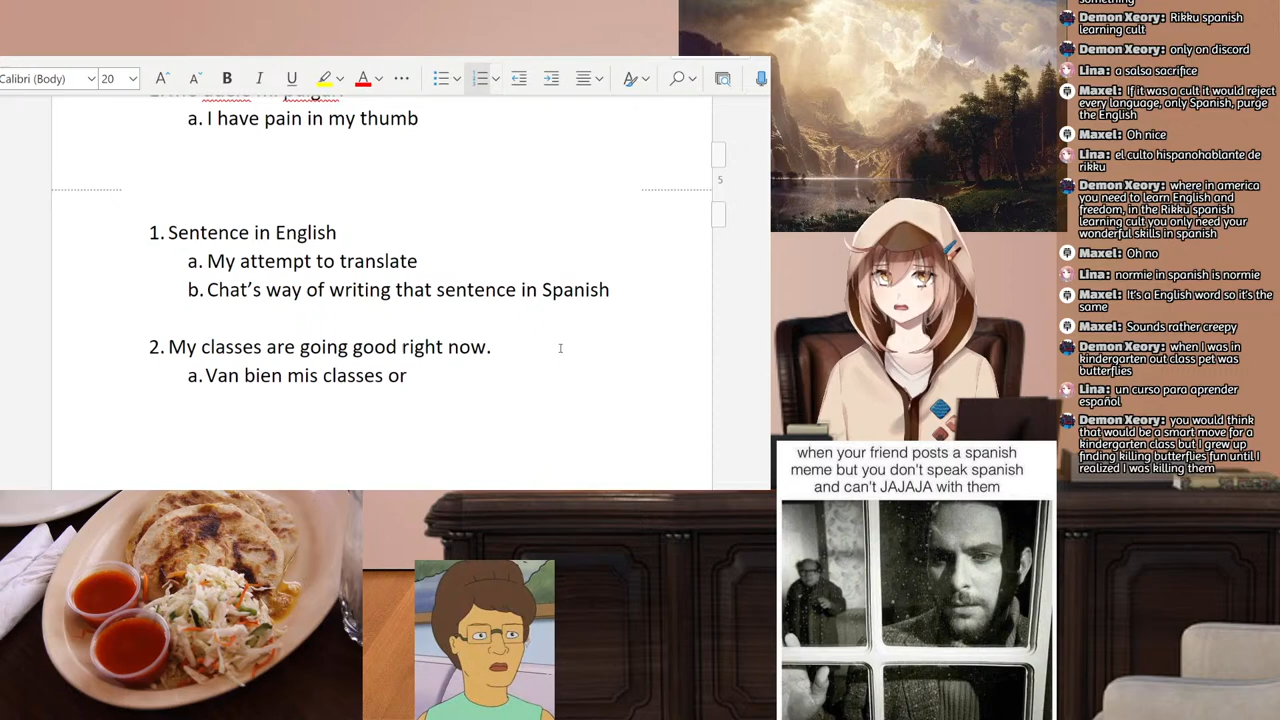 Calibri (Body)
20
B
I
U
A
a. I have pain in my thumb
5
1. Sentence in English
a. My attempt to translate
b. Chat's way of writing that sentence in Spanish
2. My classes are going good right now.
a. Van bien mis classes or
something
Demon Xeory: Rikku spanish
learning cult
Demon Xeory: only on discord
Lina: a salsa sacrifice
Maxel: If it was a cult it would reject
every language, only Spanish, purge
the English
Maxel: Oh nice
Lina: el culto hispanohablante de
rikku
Demon Xeory: where in america
you need to learn English and
freedom, in the Rikku spanish
learning cult you only need your
wonderful skills in spanish
Maxel: Oh no
Lina: normie in spanish is normie
Maxel: It's a English word so it's the
same
Maxel: Sounds rather creepy
Demon Xeory: when I was in
kindergarten out class pet was
butterflies
Lina: un curso para aprender
español
Demon Xeory: you would think
that would be a smart move for a
kindergarten class but I grew up
finding killing butterflies fun until I
realized I was killing them
when your friend posts a spanish
meme but you don't speak spanish
and can't JAJAJA with them